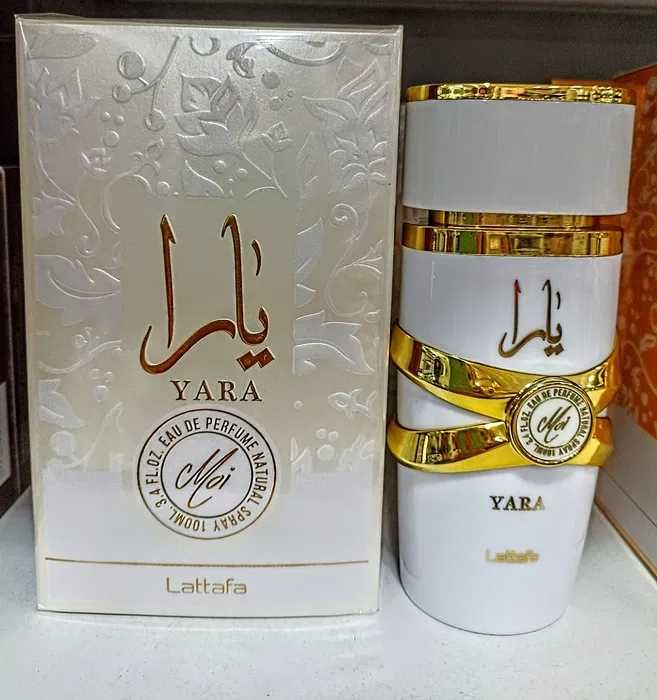 يارا
YARA
100ML. 3.4 FL.OZ. EAU DE PERFUME NATURAL SPRAY
Moi
Lattafa
يارا
100ML. 3.4 FL.OZ. EAU DE PERFUME NATURAL SPRAY
Moi
YARA
Lattafa